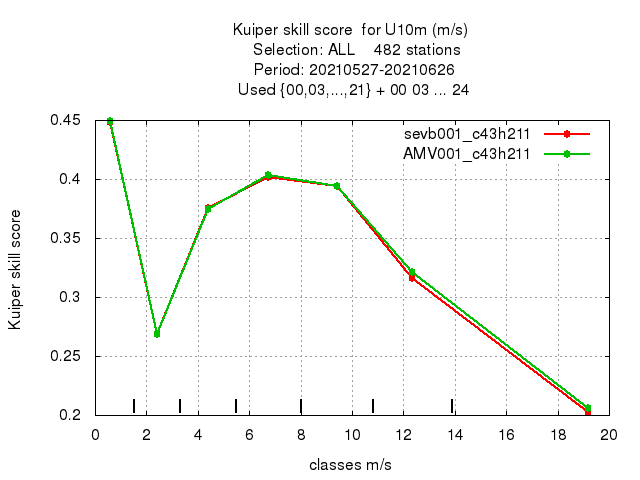 Kuiper skill score  for U10m (m/s)
Selection: ALL    482 stations
Period: 20210527-20210626
Used {00,03,...,21} + 00 03 ... 24
sevb001_c43h211
AMV001_c43h211
Kuiper skill score
0.45
0.4
0.35
0.3
0.25
0.2
0 2 4 6 8 10 12 14 16 18 20
classes m/s